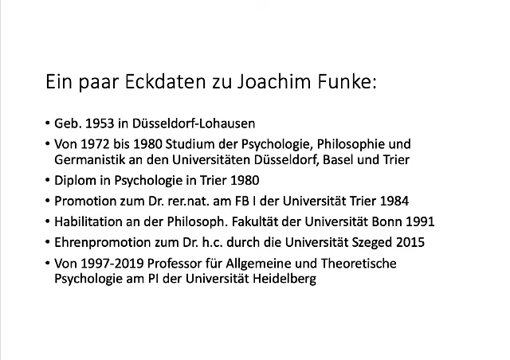 Ein paar Eckdaten zu Joachim Funke:
• Geb. 1953 in Düsseldorf-Lohausen
• Von 1972 bis 1980 Studium der Psychologie, Philosophie und
Germanistik an den Universitäten Düsseldorf, Basel und Trier
• Diplom in Psychologie in Trier 1980
• Promotion zum Dr. rer.nat. am FB I der Universität Trier 1984
• Habilitation an der Philosoph. Fakultät der Universität Bonn 1991
• Ehrenpromotion zum Dr. h.c. durch die Universität Szeged 2015
• Von 1997-2019 Professor für Allgemeine und Theoretische
Psychologie am PI der Universität Heidelberg